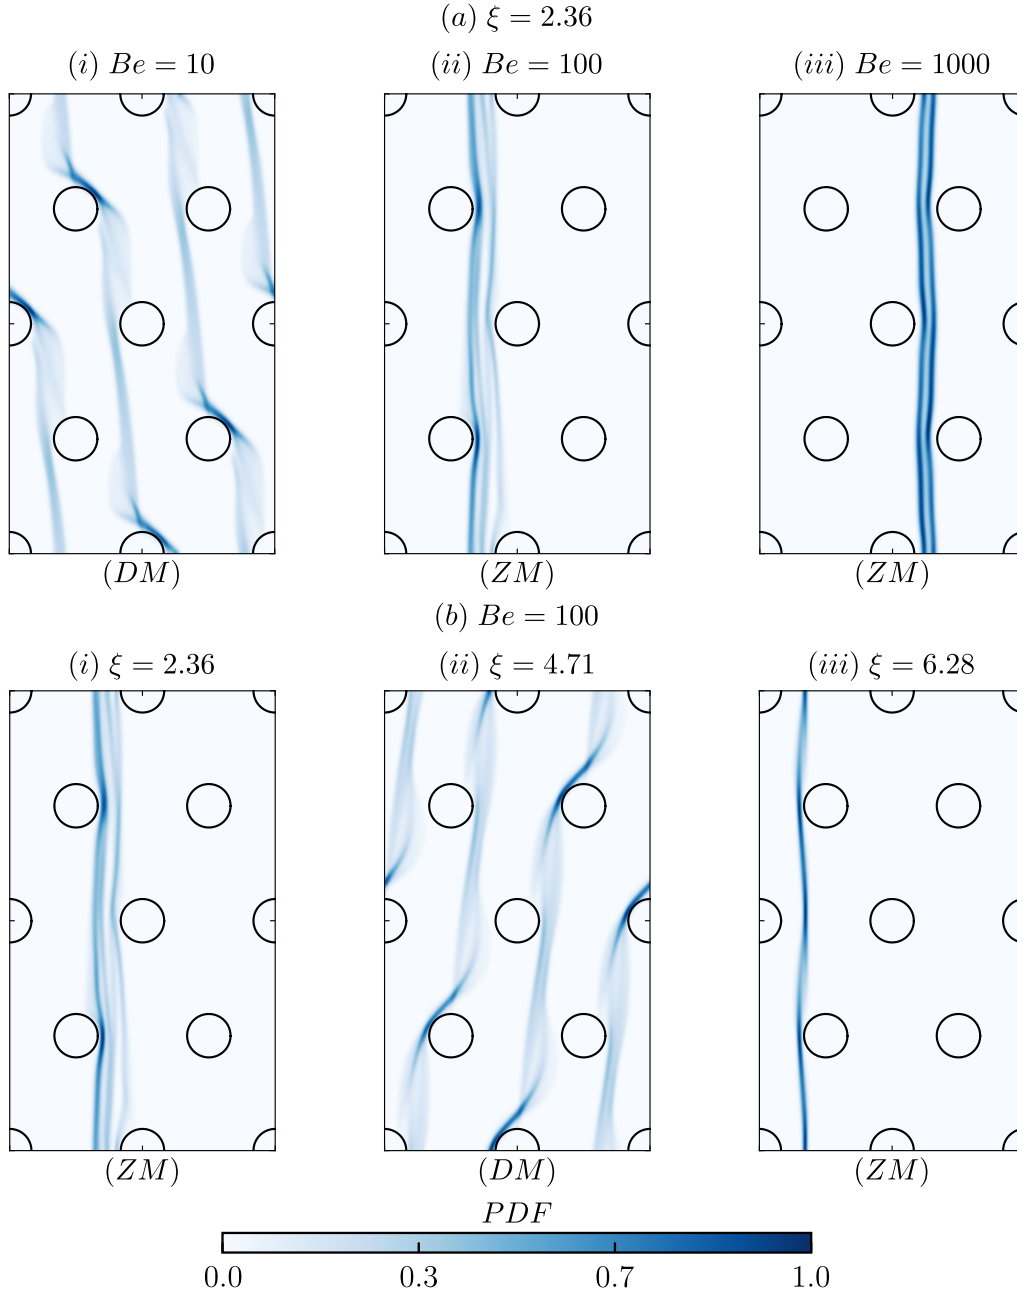 (a) ξ = 2.36
(i) Be = 10
(ii) Be = 100
(iii) Be = 1000
(DM)
(ZM)
(ZM)
(b) Be = 100
(i) ξ = 2.36
(ii) ξ = 4.71
(iii) ξ = 6.28
(ZM)
(DM)
(ZM)
PDF
0.0 0.3 0.7 1.0